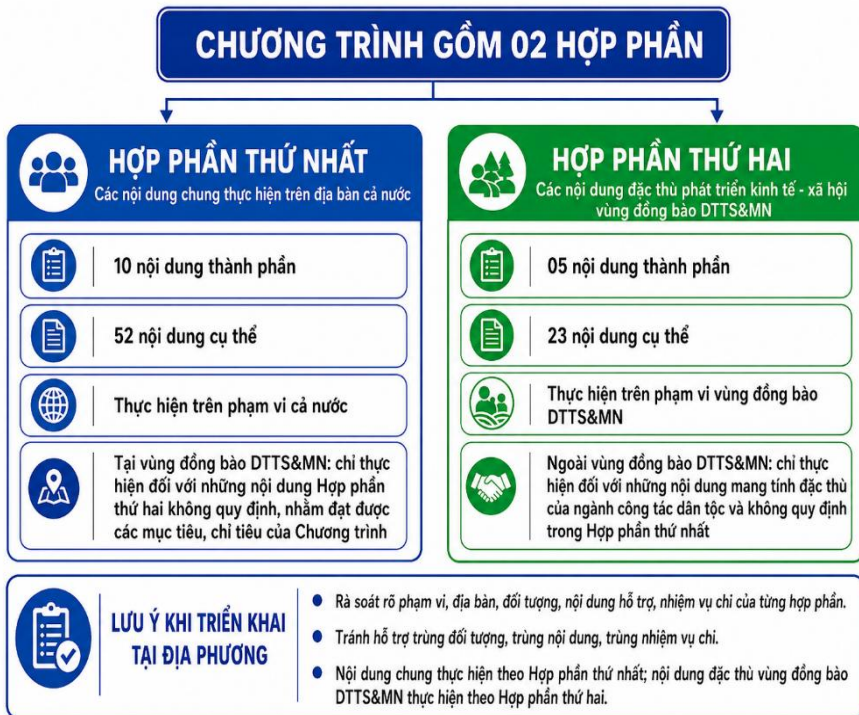 CHƯƠNG TRÌNH GỒM 02 HỢP PHẦN
HỢP PHẦN THỨ NHẤT
Các nội dung chung thực hiện trên địa bàn cả nước
10 nội dung thành phần
52 nội dung cụ thể
Thực hiện trên phạm vi cả nước
Tại vùng đồng bào DTTS&MN: chỉ thực
hiện đối với những nội dung Hợp phần
thứ hai không quy định, nhằm đạt được
các mục tiêu, chỉ tiêu của Chương trình
HỢP PHẦN THỨ HAI
Các nội dung đặc thù phát triển kinh tế - xã hội
vùng đồng bào DTTS&MN
05 nội dung thành phần
23 nội dung cụ thể
Thực hiện trên phạm vi vùng đồng bào
DTTS&MN
Ngoài vùng đồng bào DTTS&MN: chỉ thực
hiện đối với những nội dung mang tính đặc thù
của ngành công tác dân tộc và không quy định
trong Hợp phần thứ nhất
LƯU Ý KHI TRIỂN KHAI
TẠI ĐỊA PHƯƠNG
• Rà soát rõ phạm vi, địa bàn, đối tượng, nội dung hỗ trợ, nhiệm vụ chi của từng hợp phần.
• Tránh hỗ trợ trùng đối tượng, trùng nội dung, trùng nhiệm vụ chi.
• Nội dung chung thực hiện theo Hợp phần thứ nhất; nội dung đặc thù vùng đồng bào
DTTS&MN thực hiện theo Hợp phần thứ hai.